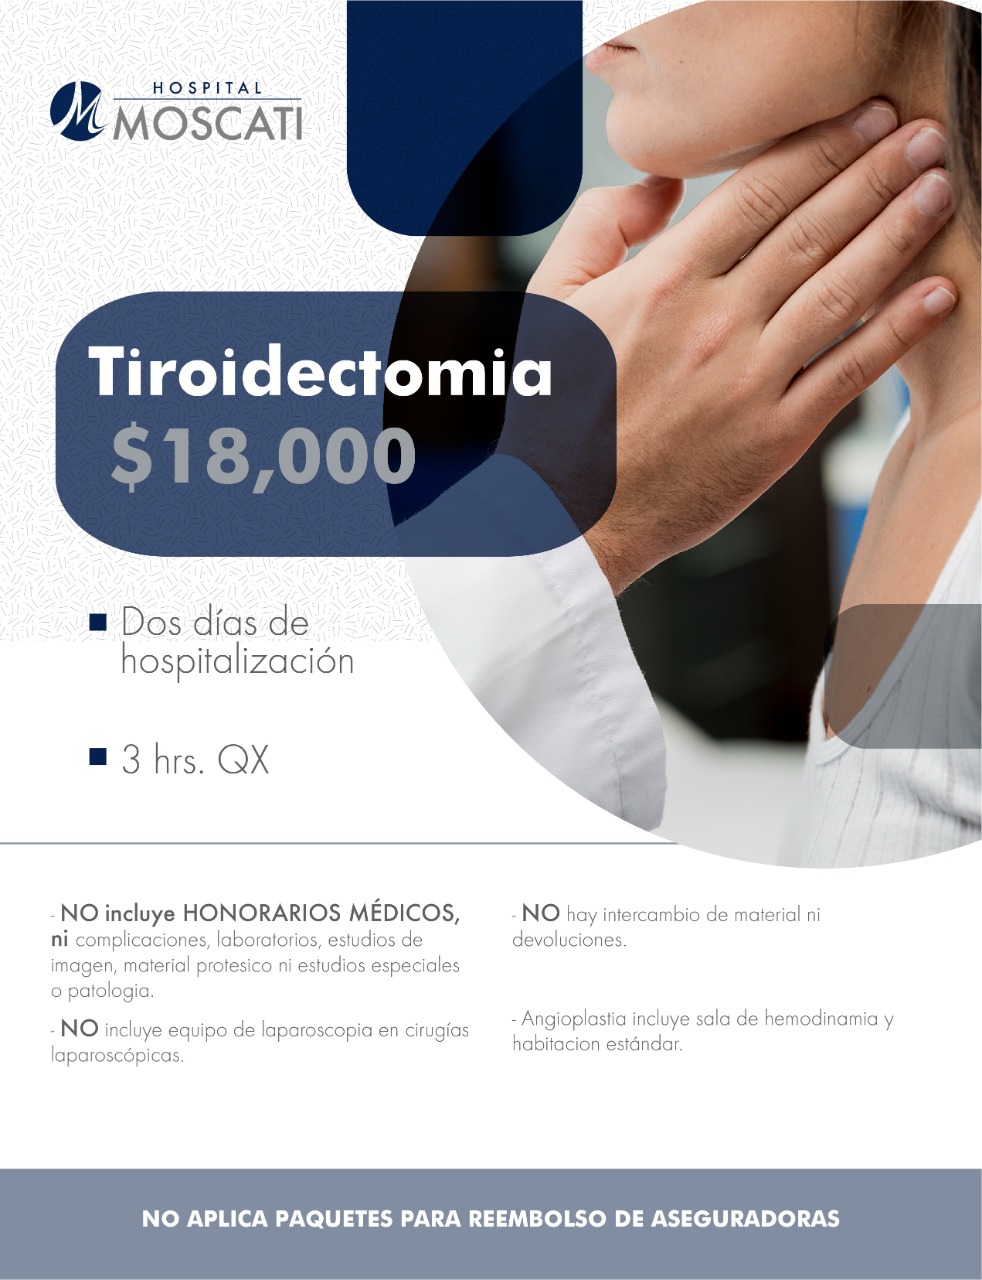 HOSPITAL
MOSCATI
Tiroidectomia
$18,000
Dos días de
hospitalización
3 hrs. QX
- NO incluye HONORARIOS MÉDICOS,
ni complicaciones, laboratorios, estudios de
imagen, material protesico ni estudios especiales
o patologia.
- NO incluye equipo de laparoscopia en cirugías
laparoscópicas.
- NO hay intercambio de material ni
devoluciones.
- Angioplastia incluye sala de hemodinamia y
habitacion estándar.
NO APLICA PAQUETES PARA REEMBOLSO DE ASEGURADORAS